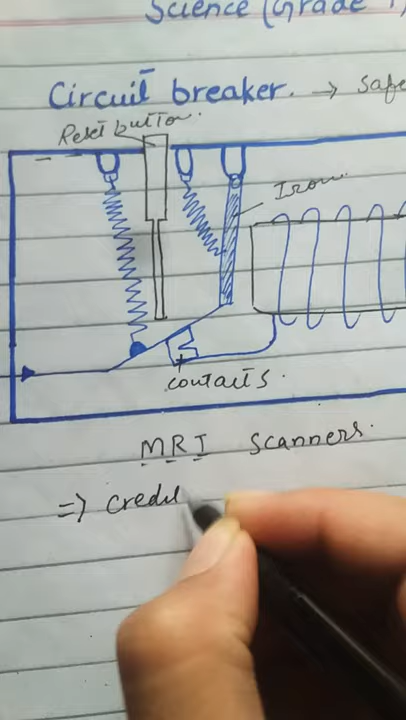 Science (Grade
Circuit breaker. → Safe
Reset button.
Iron
contacts.
MRI Scanners.
=> Credi